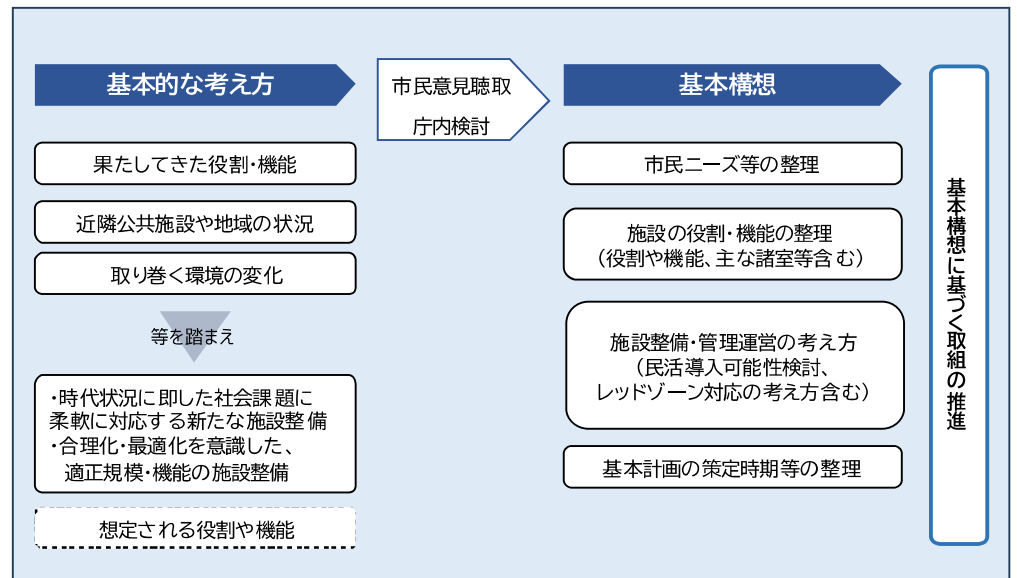 基本的な考え方
果たしてきた役割・機能
近隣公共施設や地域の状況
取り巻く環境の変化
等を踏まえ
・時代状況に即した社会課題に
柔軟に対応する新たな施設整備
・合理化・最適化を意識した、
適正規模・機能の施設整備
想定される役割や機能
市民意見聴取
庁内検討
基本構想
市民ニーズ等の整理
施設の役割・機能の整理
（役割や機能、主な諸室等含む）
施設整備・管理運営の考え方
（民活導入可能性検討、
レッドゾーン対応の考え方含む）
基本計画の策定時期等の整理
基本構想に基づく取組の推進